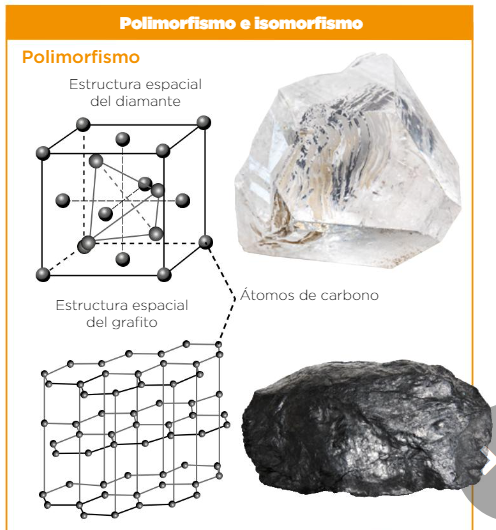 Polimorfismo e isomorfismo
Polimorfismo
Estructura espacial
del diamante
Átomos de carbono
Estructura espacial
del grafito